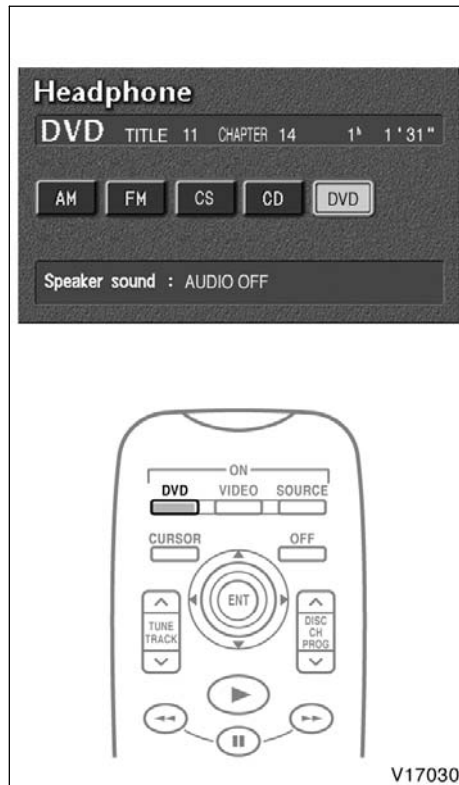 Headphone
DVD TITLE 11 CHAPTER 14 1h 1'31"
AM FM CS CD DVD
Speaker sound : AUDIO OFF
ON
DVD VIDEO SOURCE
CURSOR OFF
ENT
TUNE
TRACK
DISC
CH
PROG
V17030